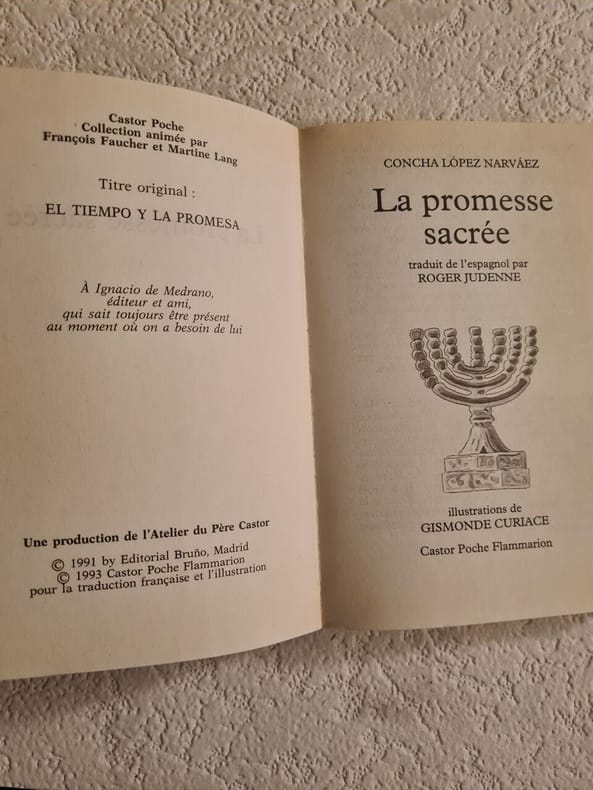 Castor Poche
Collection animée par
François Faucher et Martine Lang
Titre original :
EL TIEMPO Y LA PROMESA
À Ignacio de Medrano,
éditeur et ami,
qui sait toujours être présent
au moment où on a besoin de lui
Une production de l'Atelier du Père Castor
© 1991 by Editorial Bruño, Madrid
© 1993 Castor Poche Flammarion
pour la traduction française et l'illustration
CONCHA LÓPEZ NARVÁEZ
La promesse
sacrée
traduit de l'espagnol par
ROGER JUDENNE
illustrations de
GISMONDE CURIACE
Castor Poche Flammarion